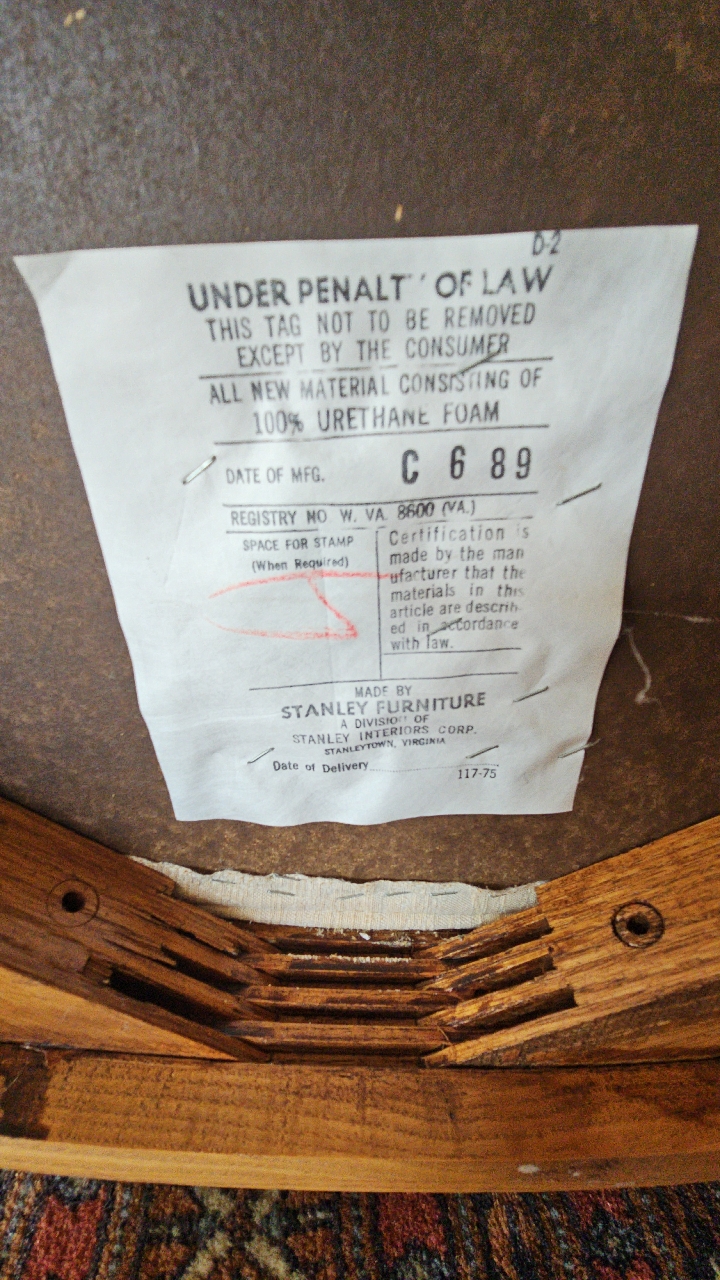 D-2
UNDER PENALT Y OF LAW
THIS TAG NOT TO BE REMOVED
EXCEPT BY THE CONSUMER
ALL NEW MATERIAL CONSISTING OF
100% URETHANE FOAM
DATE OF MFG. C 6 89
REGISTRY NO W. VA. 8600 (VA.)
SPACE FOR STAMP
(When Required)
Certification is
made by the man
ufacturer that the
materials in this
article are describ-
ed in accordance
with law.
MADE BY
STANLEY FURNITURE
A DIVISION OF
STANLEY INTERIORS CORP.
STANLEYTOWN, VIRGINIA
Date of Delivery
117-75